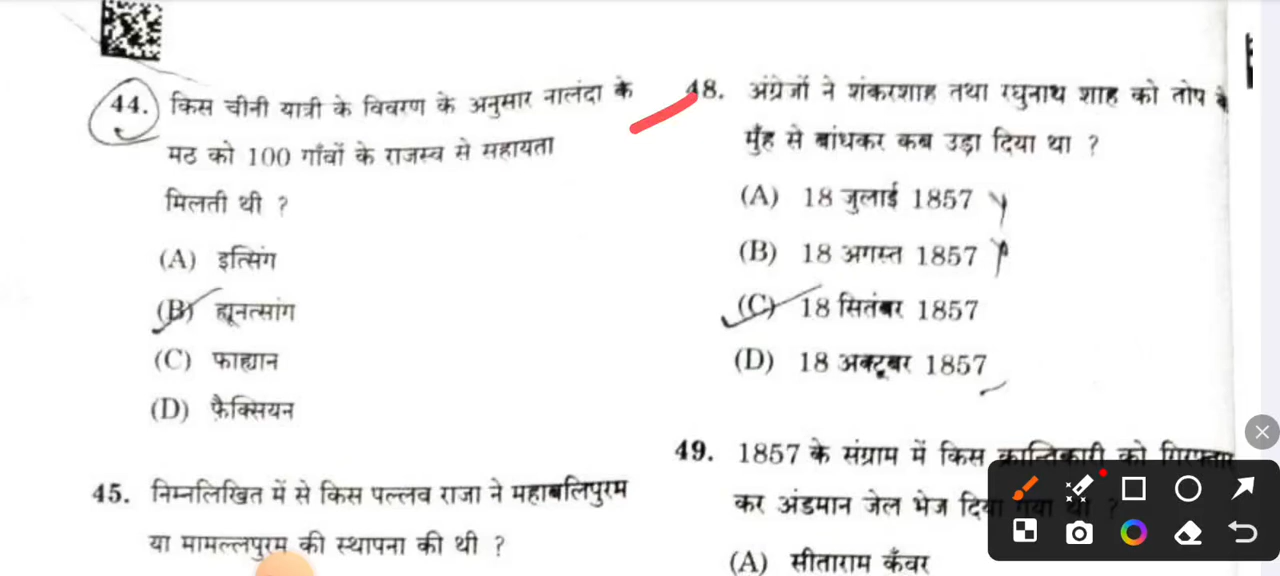 44. किस चीनी यात्री के विवरण के अनुसार नालंदा के
मठ को 100 गाँवों के राजस्व से सहायता
मिलती थी ?
(A) इत्सिंग
(B) ह्यूनत्सांग
(C) फाह्यान
(D) फ़ैक्सियन
45. निम्नलिखित में से किस पल्लव राजा ने महाबलिपुरम
या मामल्लपुरम की स्थापना की थी ?
48. अंग्रेजों ने शंकरशाह तथा रघुनाथ शाह को तोप के
मुँह से बांधकर कब उड़ा दिया था ?
(A) 18 जुलाई 1857
(B) 18 अगस्त 1857
(C) 18 सितंबर 1857
(D) 18 अक्टूबर 1857
49. 1857 के संग्राम में किस क्रान्तिकारी को गिरफ्तार
कर अंडमान जेल भेज दिया गया था ?
(A) सीताराम कँवर